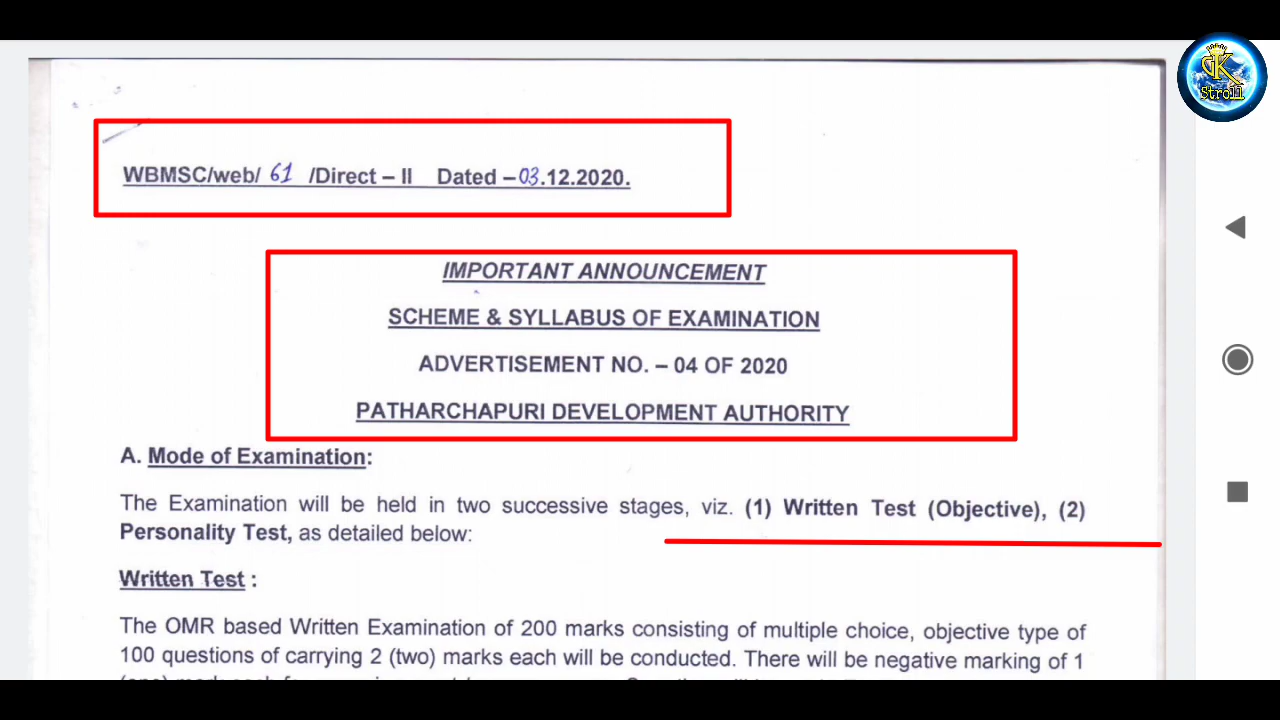 GK
Stroll
WBMSC/web/ 61 /Direct – II Dated –03.12.2020.
IMPORTANT ANNOUNCEMENT
SCHEME & SYLLABUS OF EXAMINATION
ADVERTISEMENT NO. – 04 OF 2020
PATHARCHAPURI DEVELOPMENT AUTHORITY
A. Mode of Examination:
The Examination will be held in two successive stages, viz. (1) Written Test (Objective), (2)
Personality Test, as detailed below:
Written Test :
The OMR based Written Examination of 200 marks consisting of multiple choice, objective type of
100 questions of carrying 2 (two) marks each will be conducted. There will be negative marking of 1